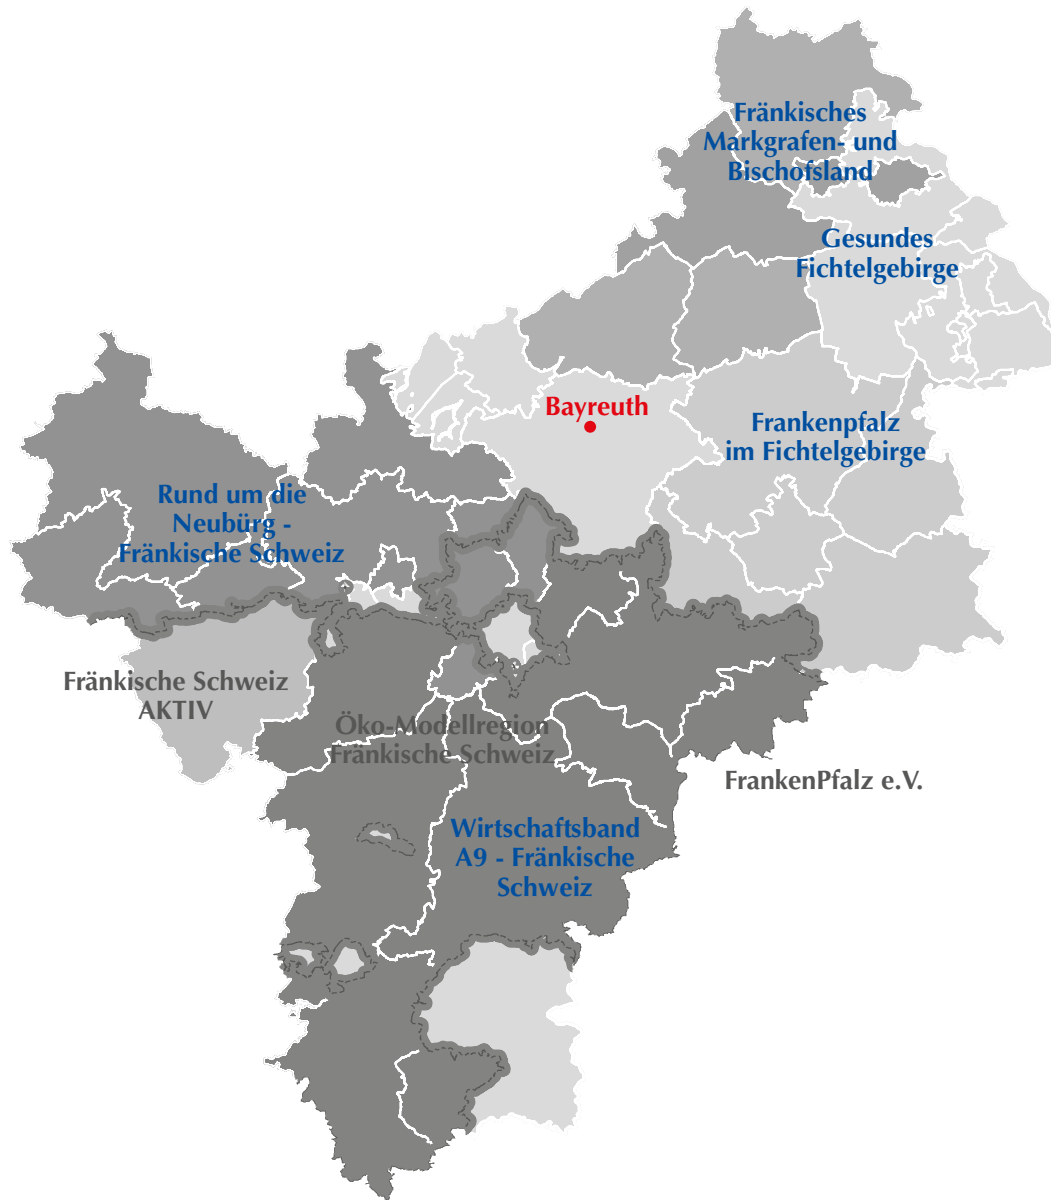 Fränkisches
Markgrafen- und
Bischofsland
Gesundes
Fichtelgebirge
Bayreuth
Frankenpfalz
im Fichtelgebirge
Rund um die
Neubürg -
Fränkische Schweiz
Fränkische Schweiz
AKTIV
Öko-Modellregion
Fränkische Schweiz
FrankenPfalz e.V.
Wirtschaftsband
A9 - Fränkische
Schweiz